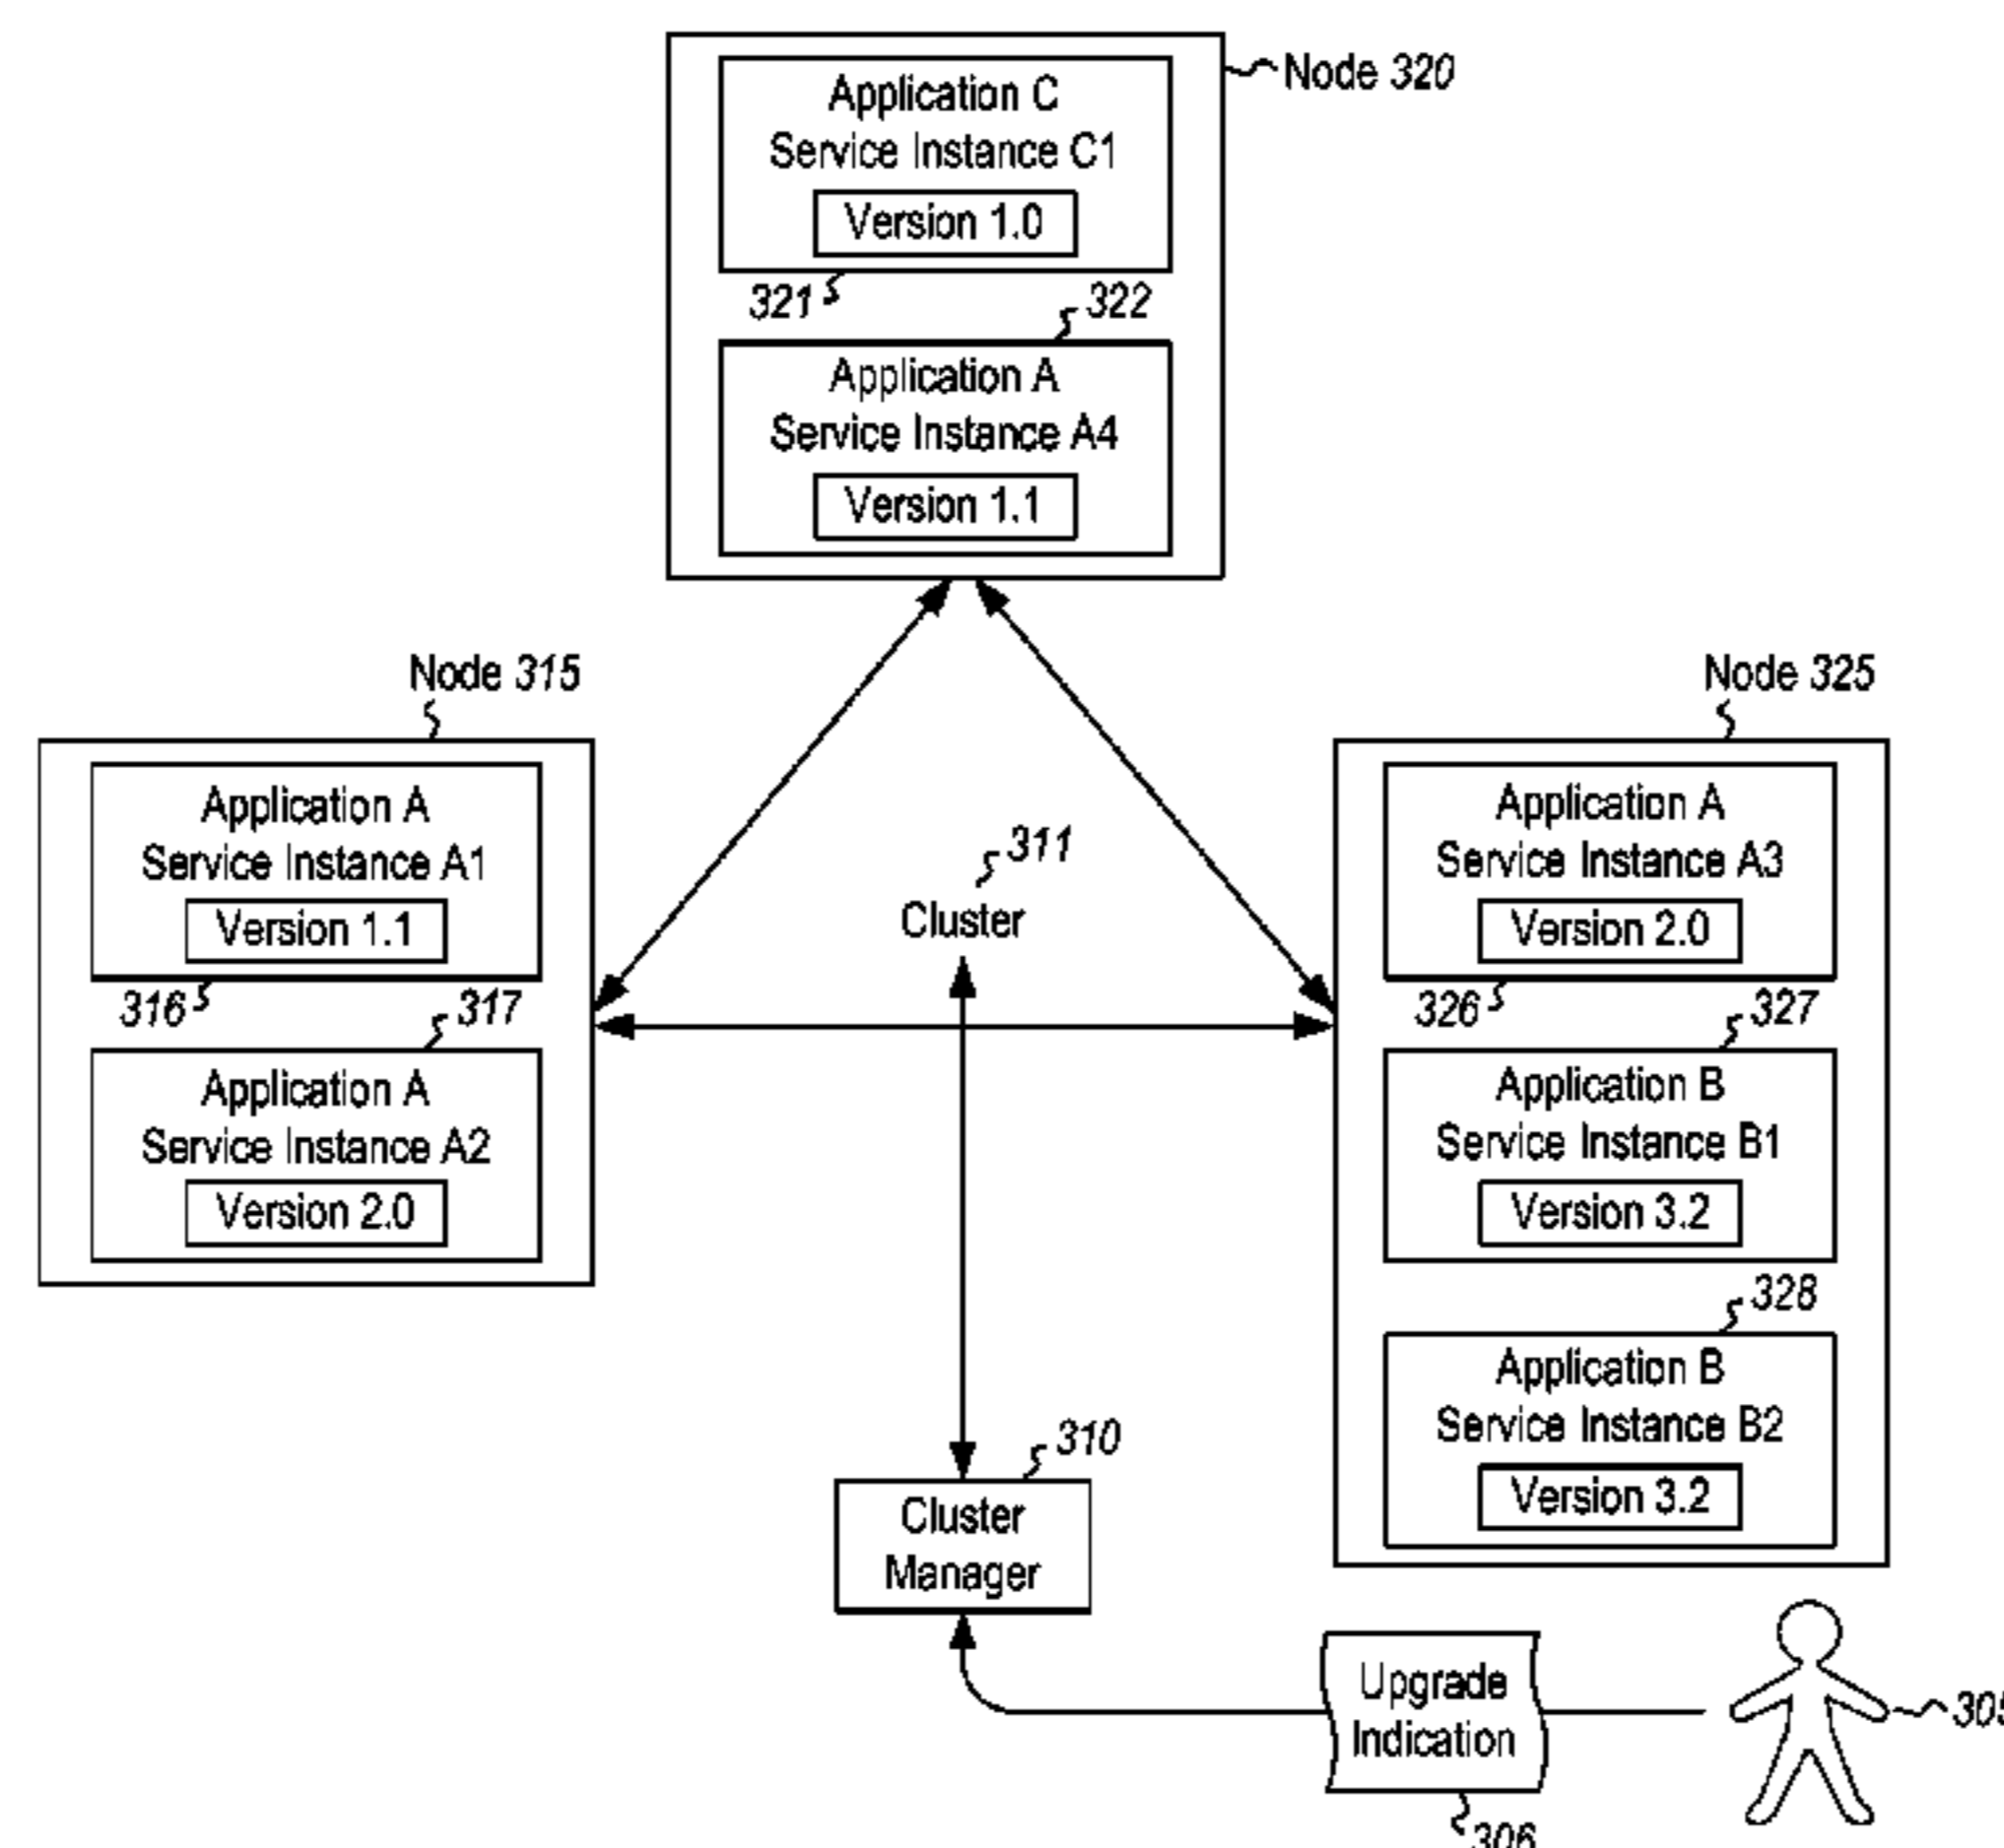 Node 320
Application C
Service Instance C1
Version 1.0
321
322
Application A
Service Instance A4
Version 1.1
Node 315
Application A
Service Instance A1
Version 1.1
316
317
Application A
Service Instance A2
Version 2.0
311
Cluster
Node 325
Application A
Service Instance A3
Version 2.0
326
327
Application B
Service Instance B1
Version 3.2
328
Application B
Service Instance B2
Version 3.2
310
Cluster
Manager
Upgrade
Indication
306
305